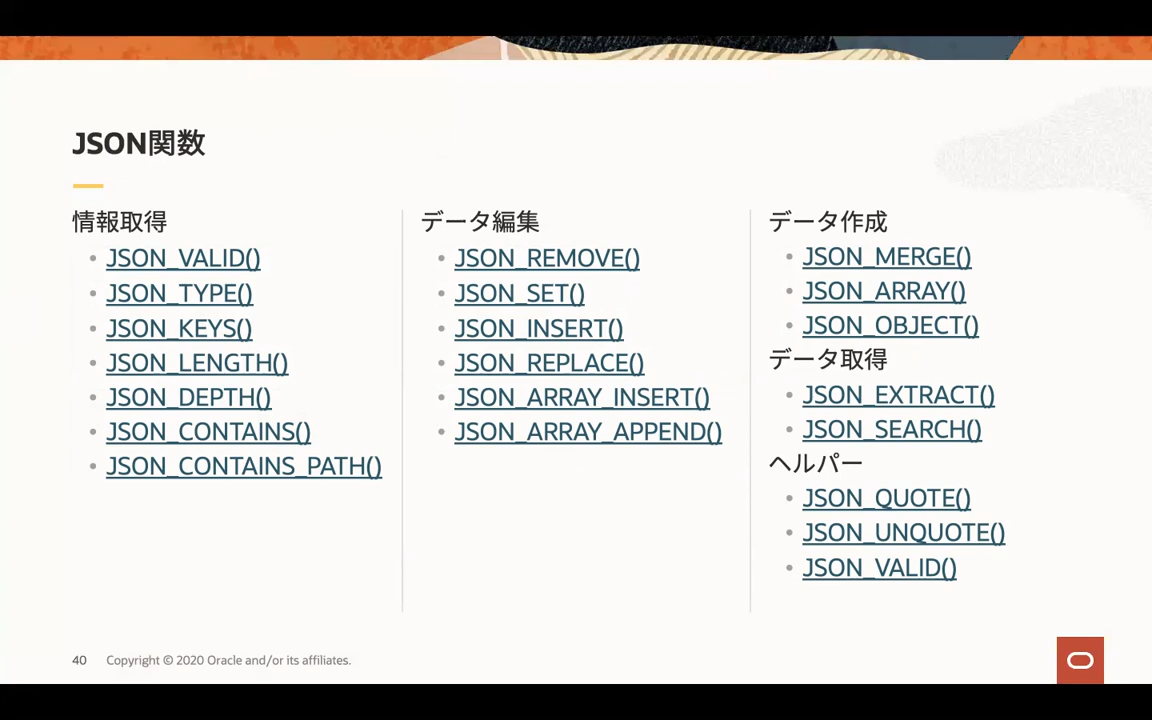 JSON関数
情報取得
• JSON_VALID()
• JSON_TYPE()
• JSON_KEYS()
• JSON_LENGTH()
• JSON_DEPTH()
• JSON_CONTAINS()
• JSON_CONTAINS_PATH()
データ編集
• JSON_REMOVE()
• JSON_SET()
• JSON_INSERT()
• JSON_REPLACE()
• JSON_ARRAY_INSERT()
• JSON_ARRAY_APPEND()
データ作成
• JSON_MERGE()
• JSON_ARRAY()
• JSON_OBJECT()
データ取得
• JSON_EXTRACT()
• JSON_SEARCH()
ヘルパー
• JSON_QUOTE()
• JSON_UNQUOTE()
• JSON_VALID()
40 Copyright © 2020 Oracle and/or its affiliates.